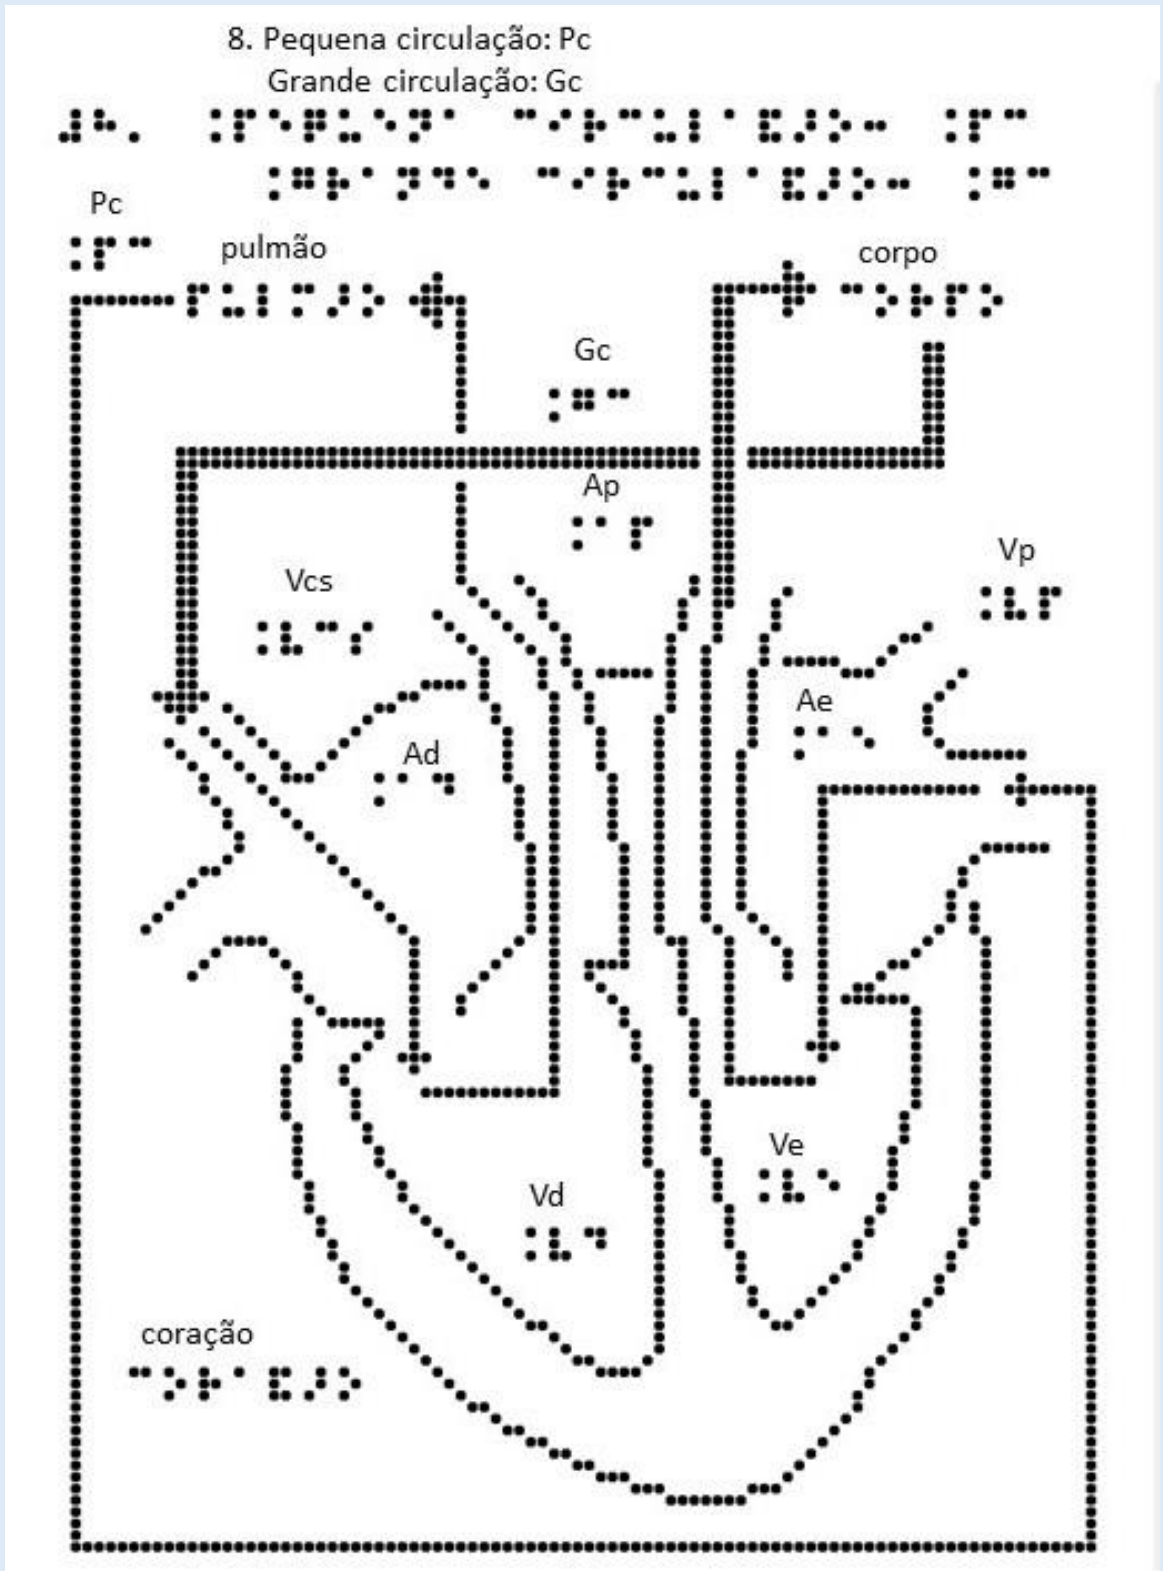 8. Pequena circulação: Pc
Grande circulação: Gc
⠼⠓⠄ ⠨⠏⠑⠟⠥⠑⠝⠁ ⠉⠊⠗⠉⠥⠇⠁⠯⠜⠕⠒ ⠨⠏⠉
⠨⠛⠗⠁⠝⠙⠑ ⠉⠊⠗⠉⠥⠇⠁⠯⠜⠕⠒ ⠨⠛⠉
Pc
⠨⠏⠉
pulmão
⠏⠥⠇⠍⠜⠕
corpo
⠉⠕⠗⠏⠕
Gc
⠨⠛⠉
Ap
⠨⠁⠏
Vp
⠨⠧⠏
Vcs
⠨⠧⠉⠎
Ae
⠨⠁⠑
Ad
⠨⠁⠙
Ve
⠨⠧⠑
Vd
⠨⠧⠙
coração
⠉⠕⠗⠁⠯⠜⠕